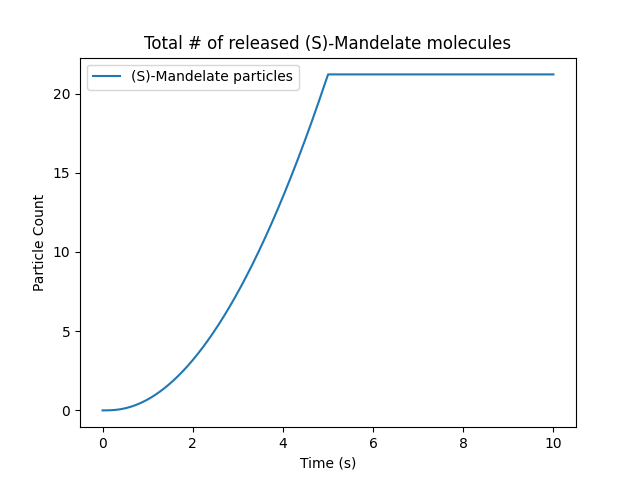 Total # of released (S)-Mandelate molecules
(S)-Mandelate particles
Particle Count
20
15
10
5
0
0 2 4 6 8 10
Time (s)